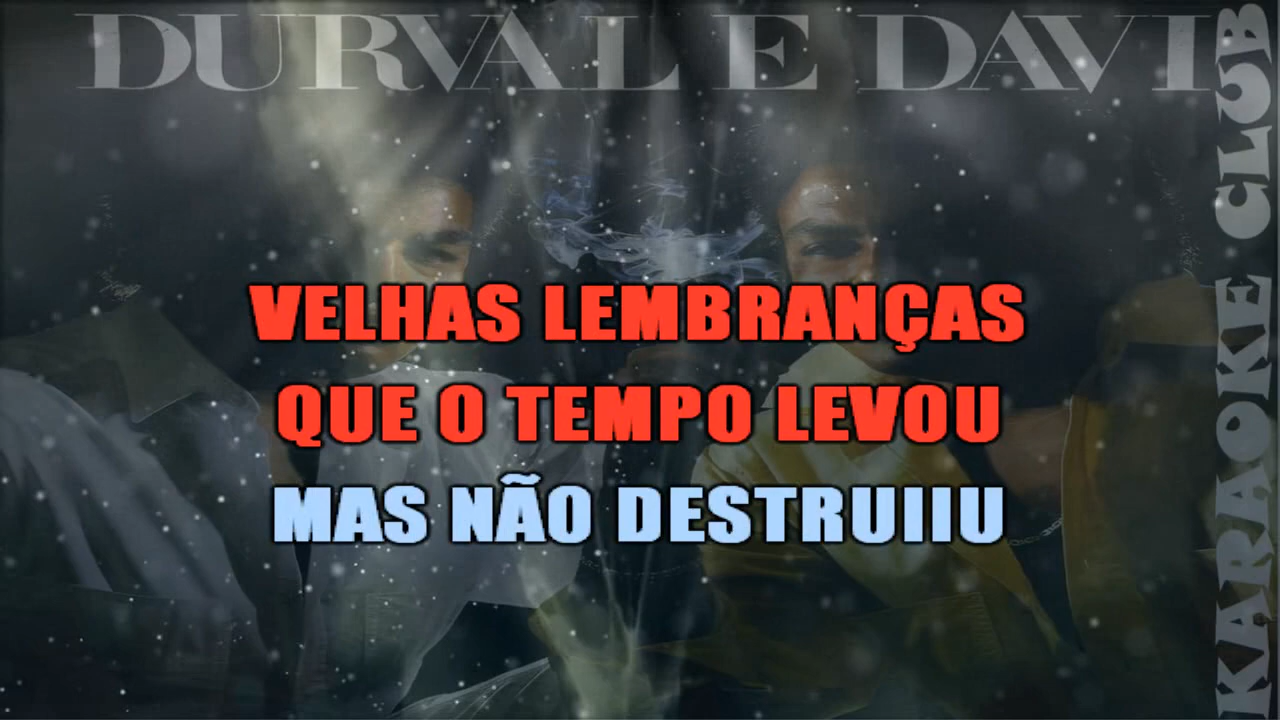 DURVAL E DAVI
KARAOKE CLUB
VELHAS LEMBRANÇAS
QUE O TEMPO LEVOU
MAS NÃO DESTRUIIU